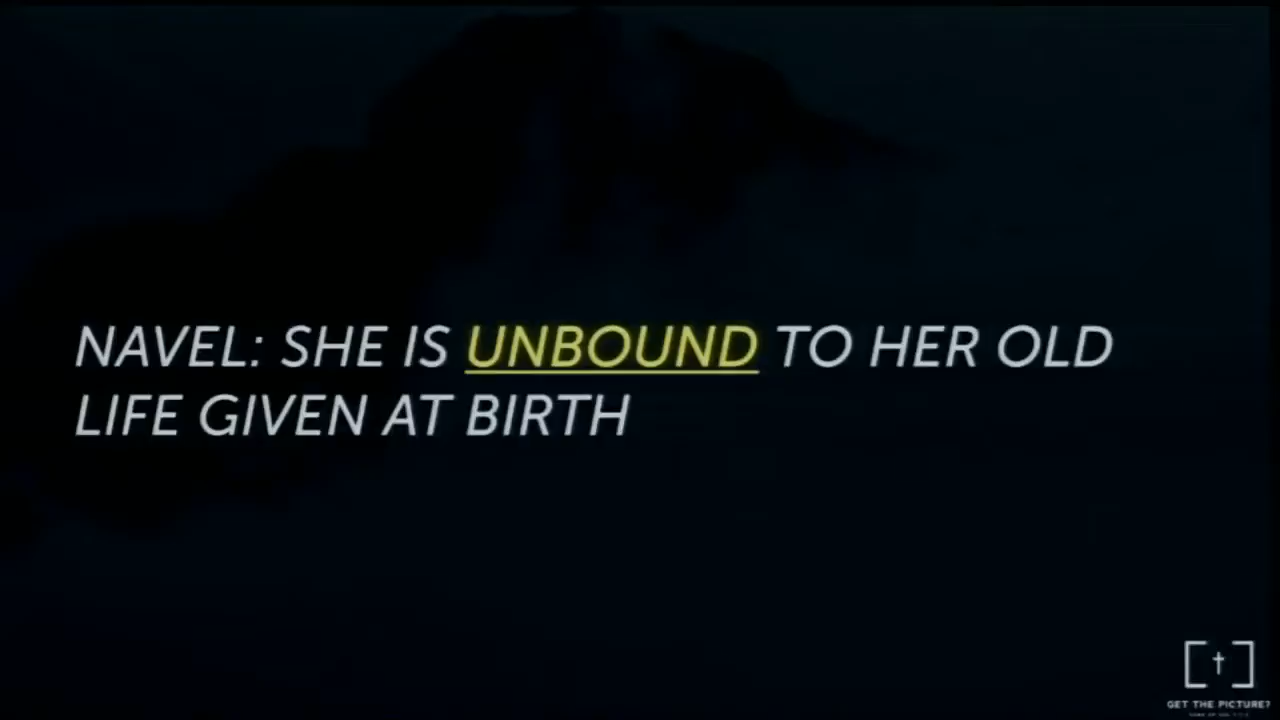 NAVEL: SHE IS UNBOUND TO HER OLD
LIFE GIVEN AT BIRTH
GET THE PICTURE?